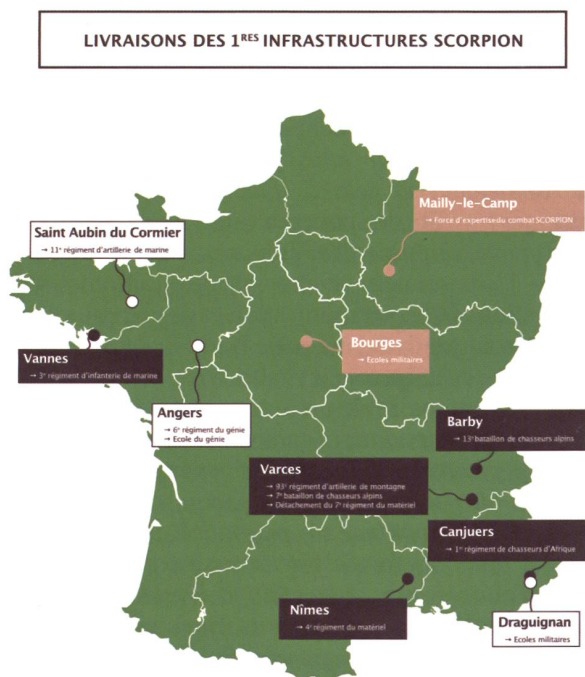 LIVRAISONS DES 1RES INFRASTRUCTURES SCORPION
Mailly-le-Camp
→ Force d'expertise du combat SCORPION
Saint Aubin du Cormier
→ 11e régiment d'artillerie de marine
Bourges
→ Ecoles militaires
Vannes
→ 3e régiment d'infanterie de marine
Angers
→ 6e régiment du génie
→ Ecole du génie
Barby
→ 13e bataillon de chasseurs alpins
Varces
→ 93e régiment d'artillerie de montagne
→ 7e bataillon de chasseurs alpins
→ Détachement du 7e régiment du matériel
Canjuers
→ 1er régiment de chasseurs d'Afrique
Nîmes
→ 4e régiment du matériel
Draguignan
→ Ecoles militaires